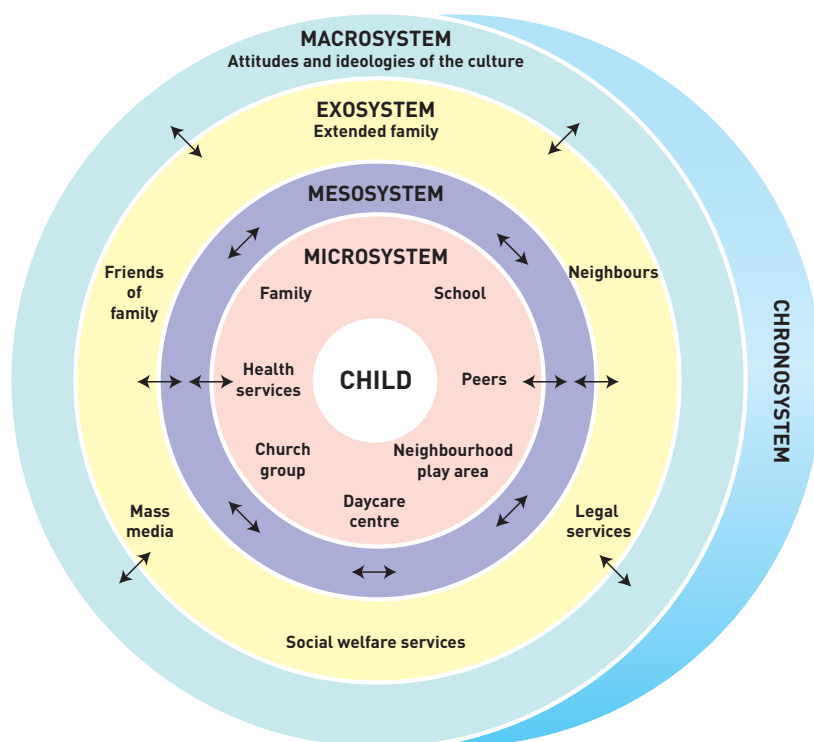 MACROSYSTEM
Attitudes and ideologies of the culture
EXOSYSTEM
Extended family
MESOSYSTEM
MICROSYSTEM
Friends
of
family
Neighbours
Family
School
CHRONOSYSTEM
Health
services
CHILD
Peers
Church
group
Neighbourhood
play area
Daycare
centre
Mass
media
Legal
services
Social welfare services